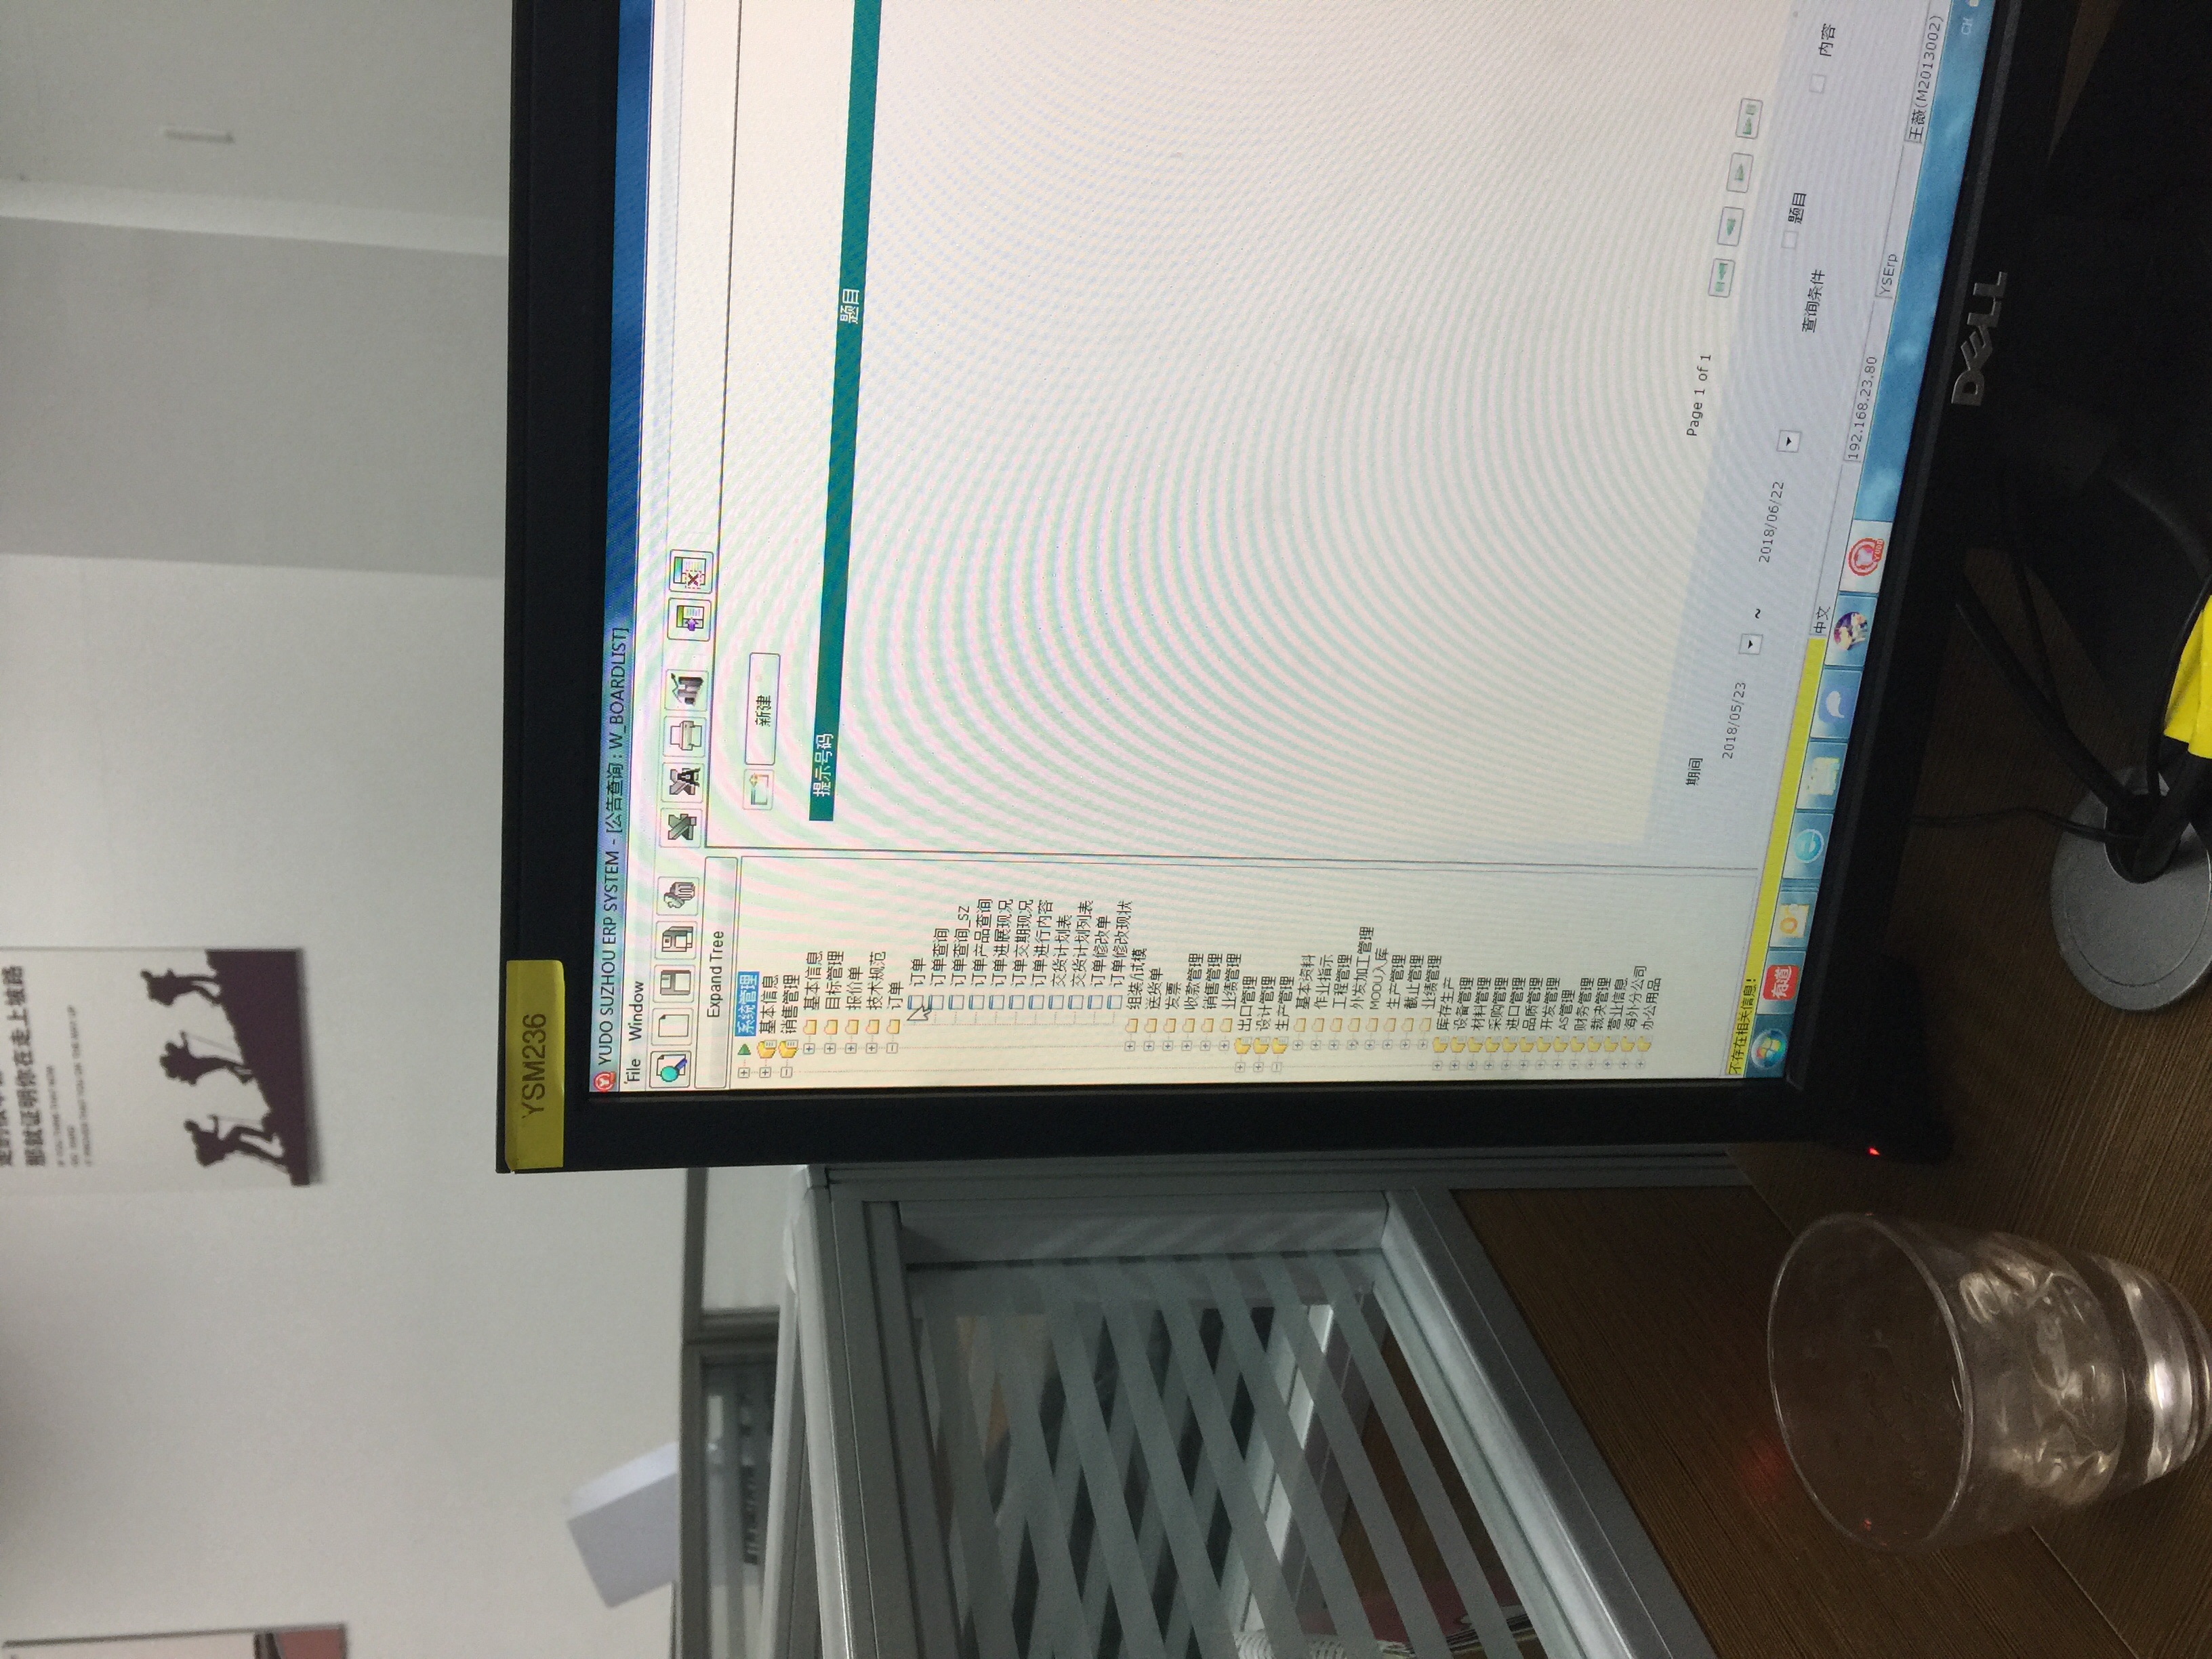 那就证明你在走上坡路
IF YOU THINK THAT NOW
YSM236
YUDO SUZHOU ERP SYSTEM - [公告查询 : W_BOARDLIST]
File Window
Expand Tree
系统管理
基本信息
销售管理
基本信息
目标管理
报价单
技术规范
订单
订单
订单查询
订单查询_SZ
订单产品查询
订单进展现况
订单交期现况
订单进行内容
交货计划表
交货计划列表
订单修改单
订单修改现状
组装/试模
送货单
发票
收款管理
销售管理
业绩管理
出口管理
设计管理
生产管理
基本资料
作业指示
工程管理
外发加工管理
MODU入库
生产管理
截止管理
业绩管理
库存生产
设备管理
材料管理
采购管理
进口管理
品质管理
开发管理
AS管理
财务管理
裁决管理
营业信息
海外分公司
办公用品
新建
提示号码 题目
Page 1 of 1
期间
2018/05/23 ~ 2018/06/22
查询条件 题目 内容
不存在相关信息!
中文 192.168.23.80 YSErp 王薇(M2013002)
有道
YUDO
CH
DELL